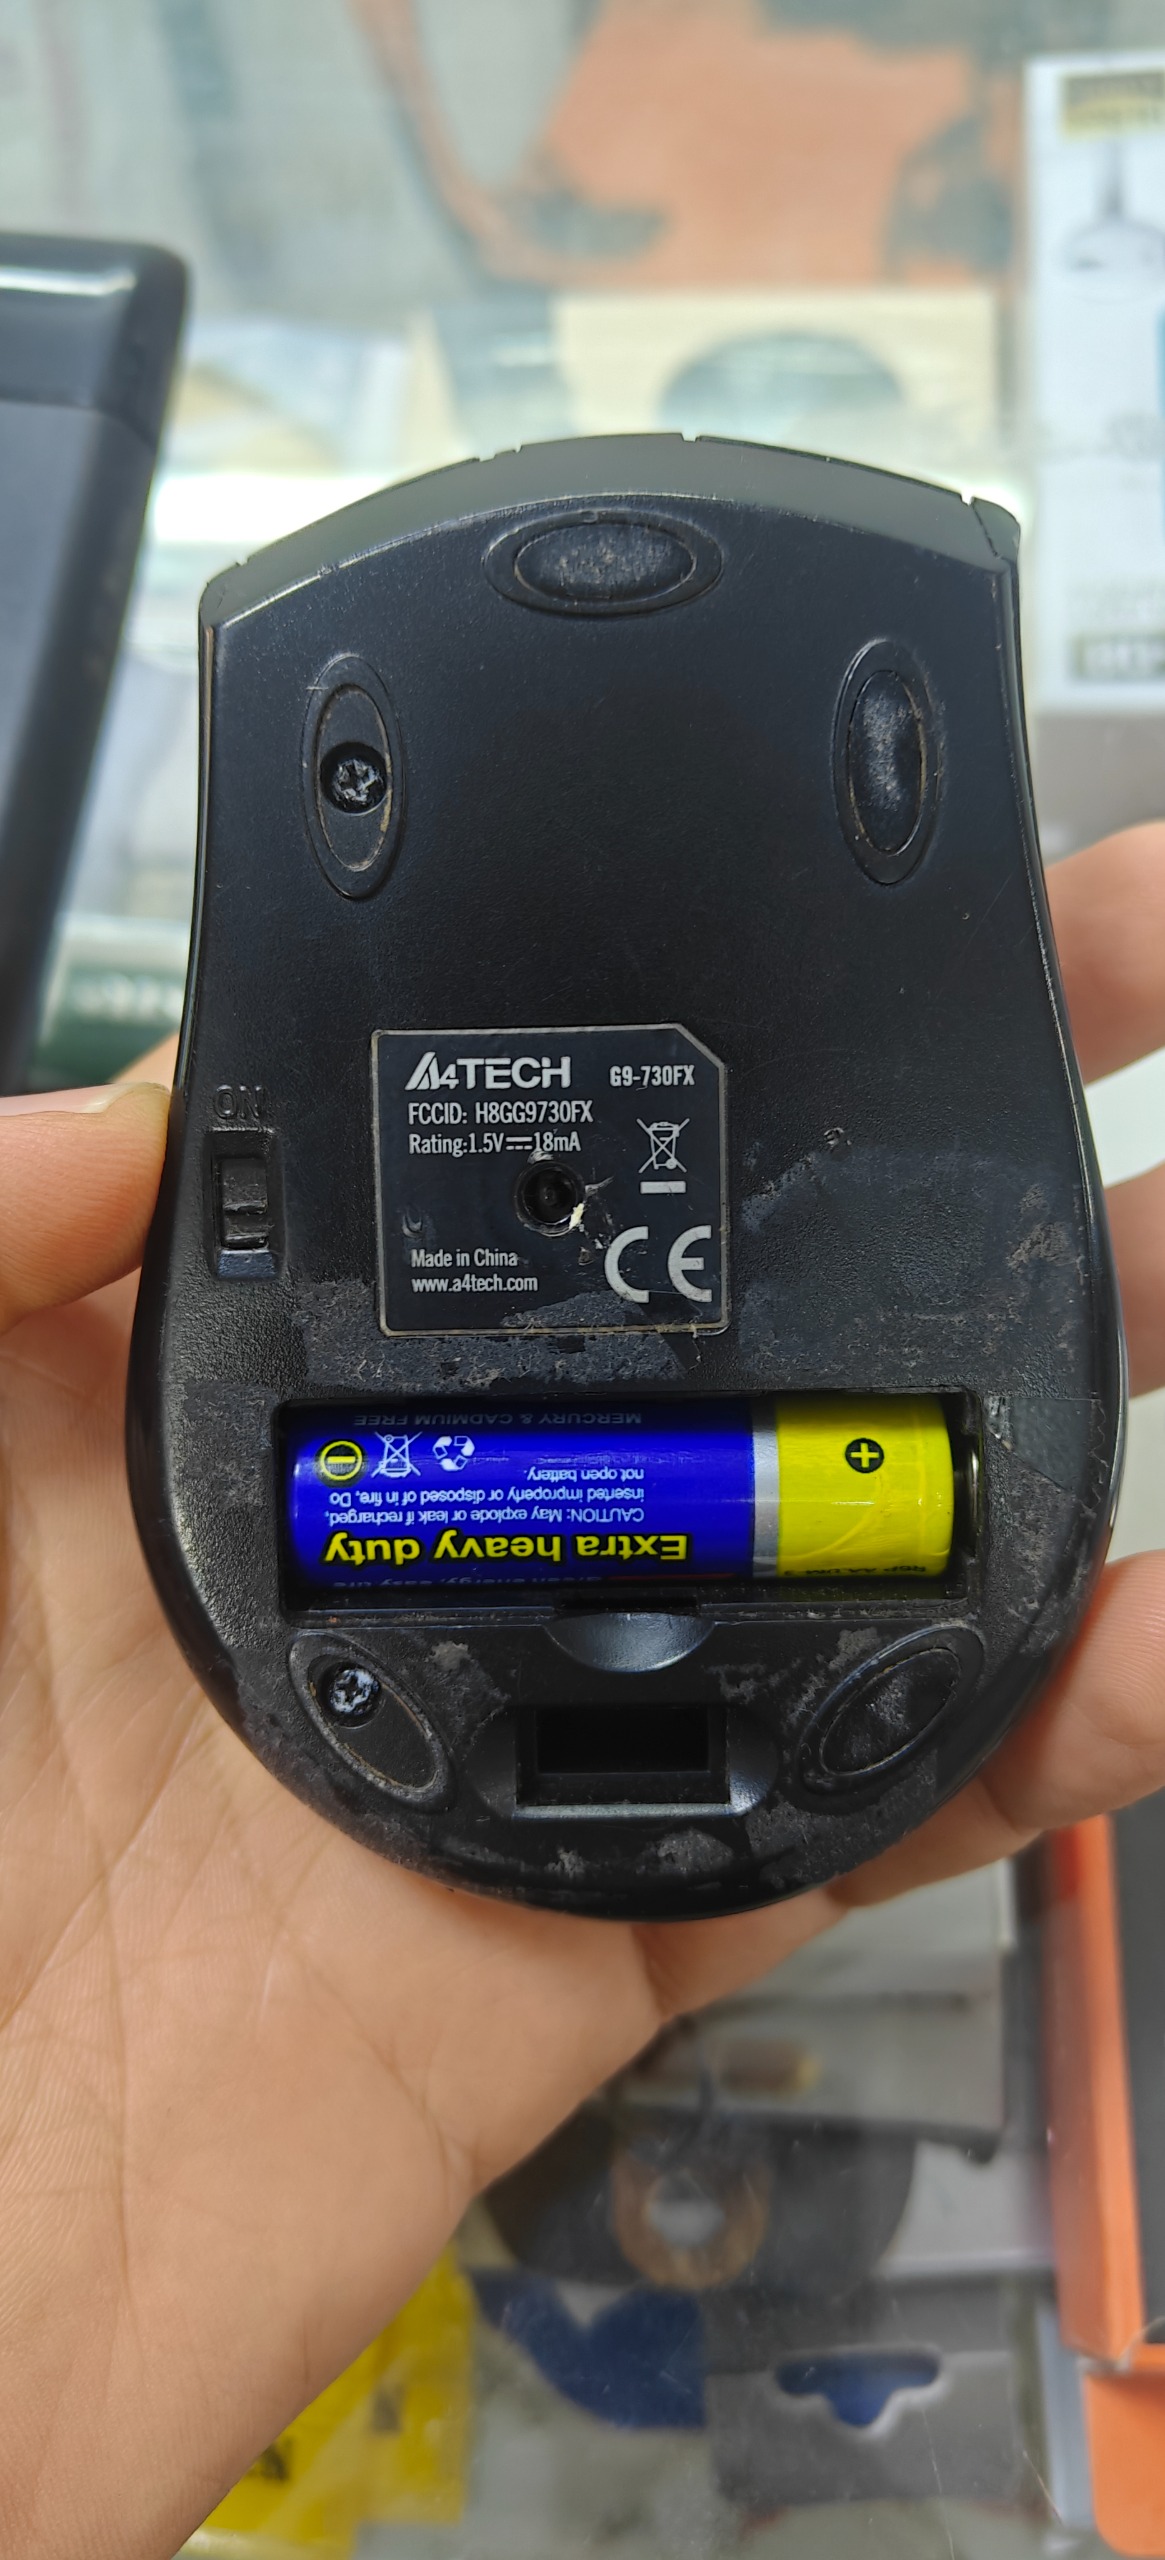 A4TECH G9-730FX
FCCID: H8GG9730FX
Rating:1.5V⎓18mA
ON
Made in China
www.a4tech.com
CE
MERCURY & CADMIUM FREE
+
−
Extra heavy duty
CAUTION: May explode or leak if recharged,
inserted improperly or disposed of in fire, Do,
not open battery.